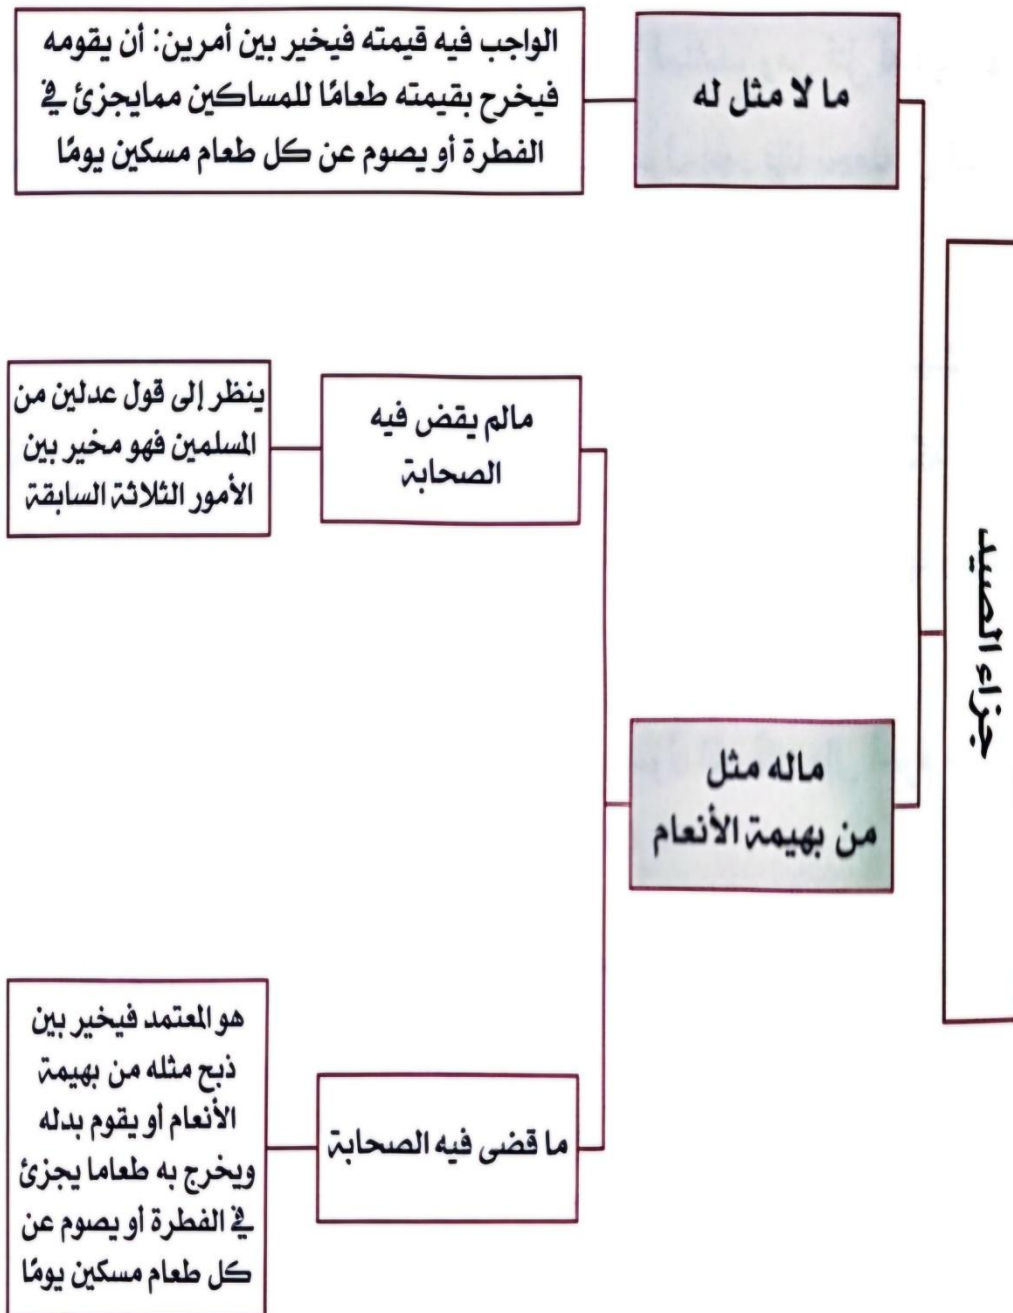 جزاء الصيد
ما لا مثل له
الواجب فيه قيمته فيخير بين أمرين: أن يقومه
فيخرح بقيمته طعامًا للمساكين ممايجزئ في
الفطرة أو يصوم عن كل طعام مسكين يومًا
ماله مثل
من بهيمة الأنعام
مالم يقض فيه
الصحابة
ينظر إلى قول عدلين من
المسلمين فهو مخير بين
الأمور الثلاثة السابقة
ما قضى فيه الصحابة
هو المعتمد فيخير بين
ذبح مثله من بهيمة
الأنعام أو يقوم بدله
ويخرج به طعاما يجزئ
في الفطرة أو يصوم عن
كل طعام مسكين يومًا